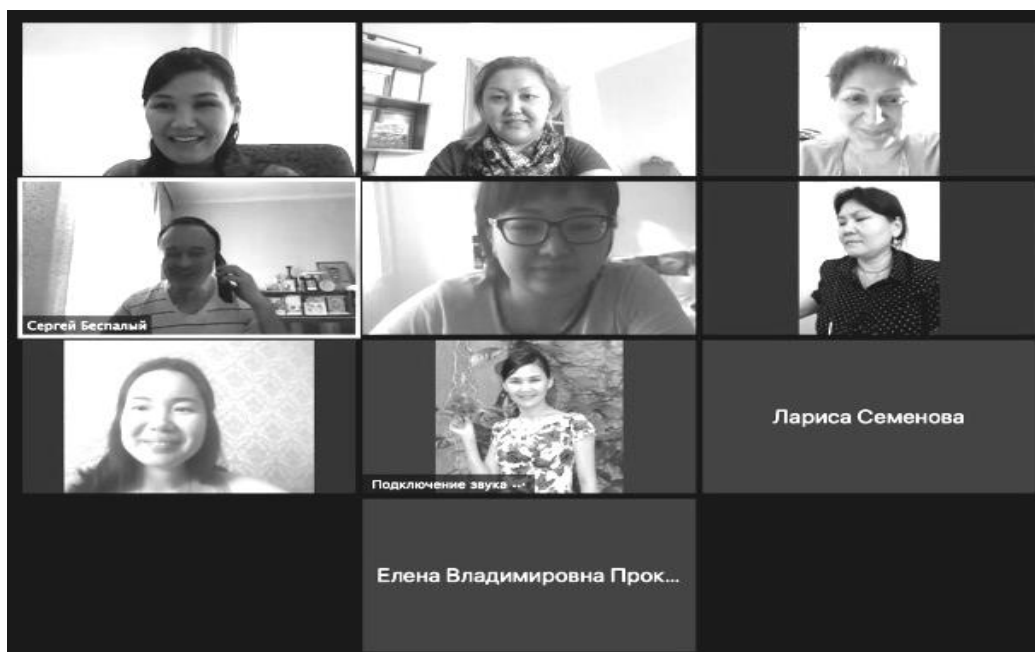 Сергей Беспалый
Подключение звука ...
Лариса Семенова
Елена Владимировна Прок...